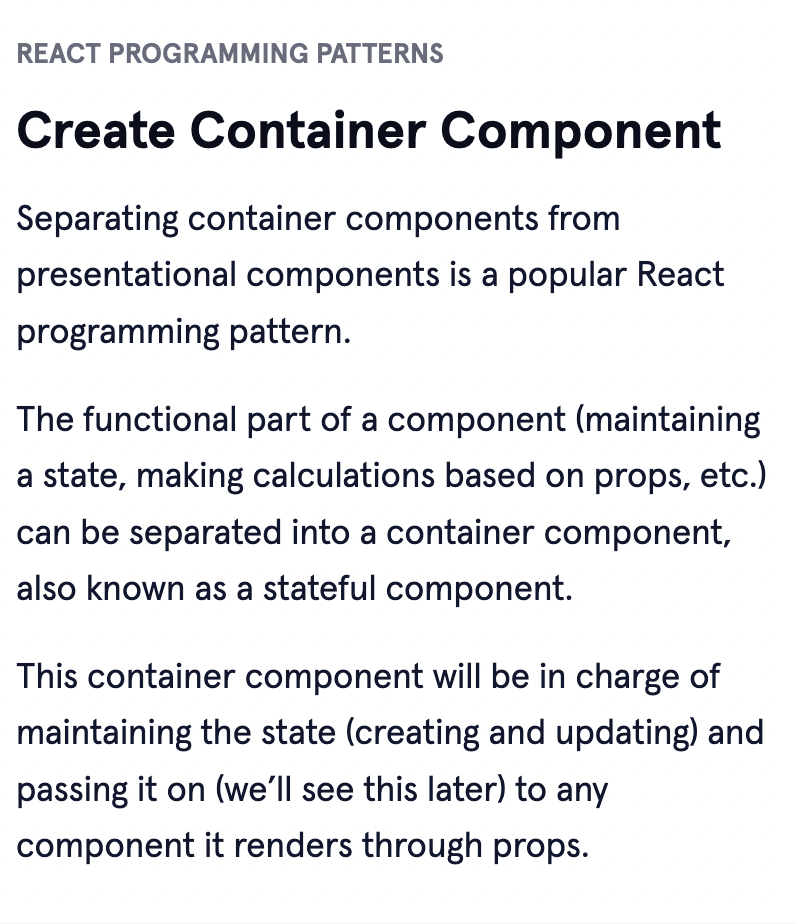 REACT PROGRAMMING PATTERNS
Create Container Component
Separating container components from
presentational components is a popular React
programming pattern.
The functional part of a component (maintaining
a state, making calculations based on props, etc.)
can be separated into a container component,
also known as a stateful component.
This container component will be in charge of
maintaining the state (creating and updating) and
passing it on (we’ll see this later) to any
component it renders through props.